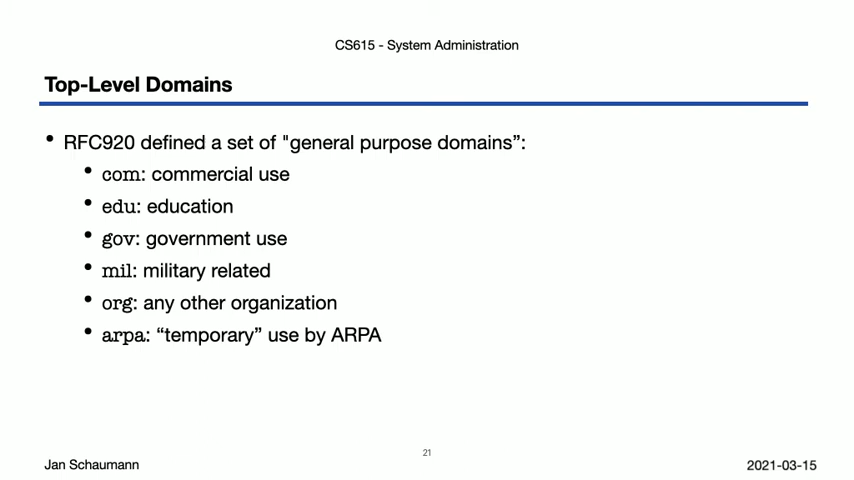 CS615 - System Administration
Top-Level Domains
• RFC920 defined a set of "general purpose domains”:
• com: commercial use
• edu: education
• gov: government use
• mil: military related
• org: any other organization
• arpa: “temporary” use by ARPA
21
Jan Schaumann
2021-03-15